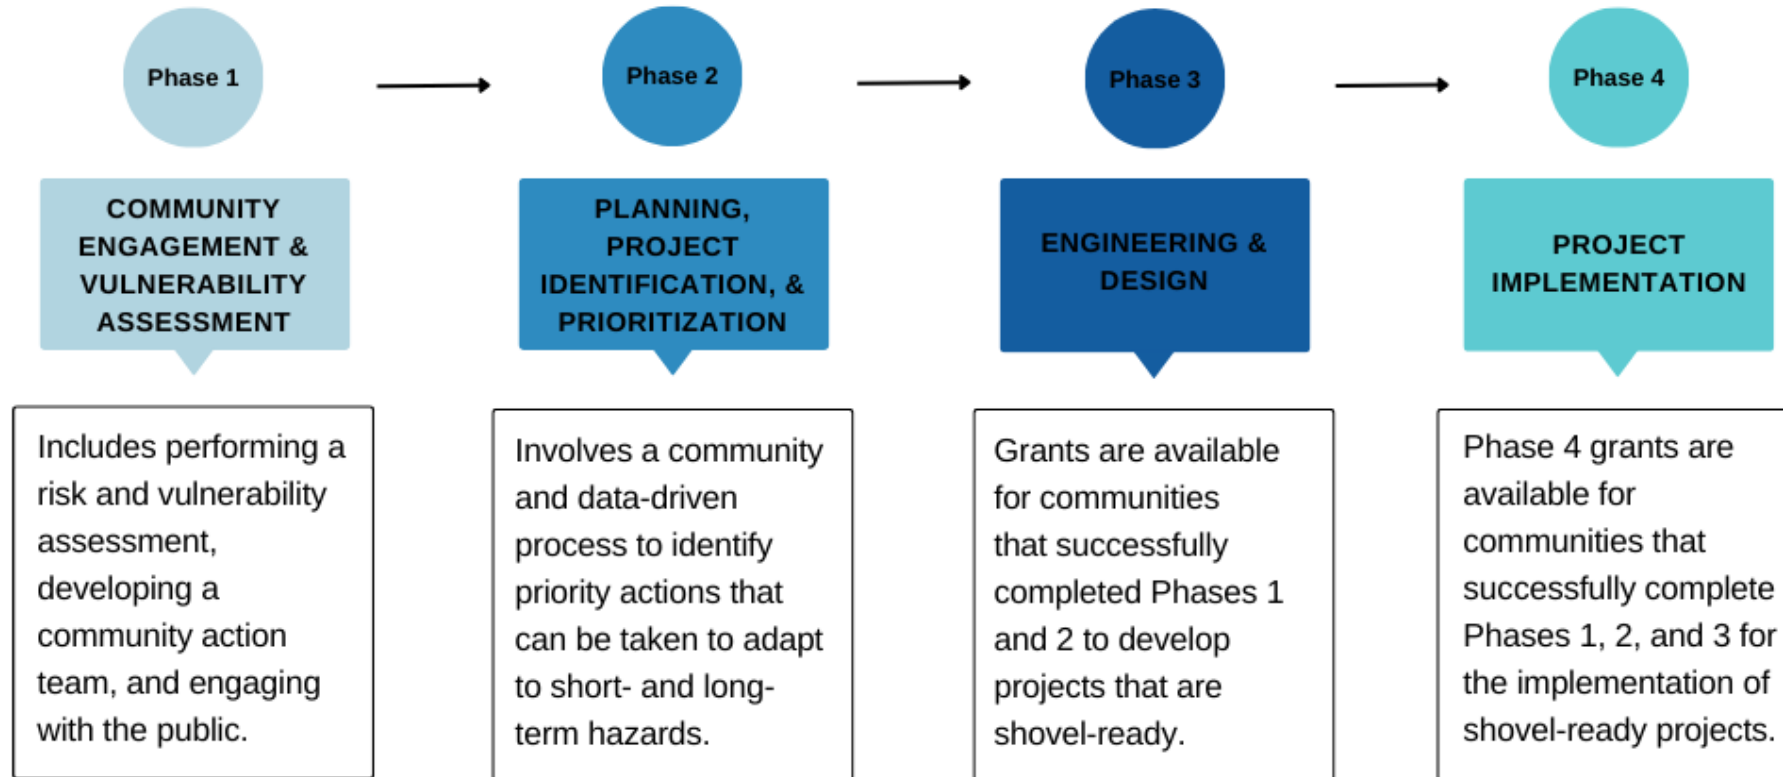 Phase 1
Phase 2
Phase 3
Phase 4
COMMUNITY
ENGAGEMENT &
VULNERABILITY
ASSESSMENT
PLANNING,
PROJECT
IDENTIFICATION, &
PRIORITIZATION
ENGINEERING &
DESIGN
PROJECT
IMPLEMENTATION
Includes performing a
risk and vulnerability
assessment,
developing a
community action
team, and engaging
with the public.
Involves a community
and data-driven
process to identify
priority actions that
can be taken to adapt
to short- and long-
term hazards.
Grants are available
for communities
that successfully
completed Phases 1
and 2 to develop
projects that are
shovel-ready.
Phase 4 grants are
available for
communities that
successfully complete
Phases 1, 2, and 3 for
the implementation of
shovel-ready projects.